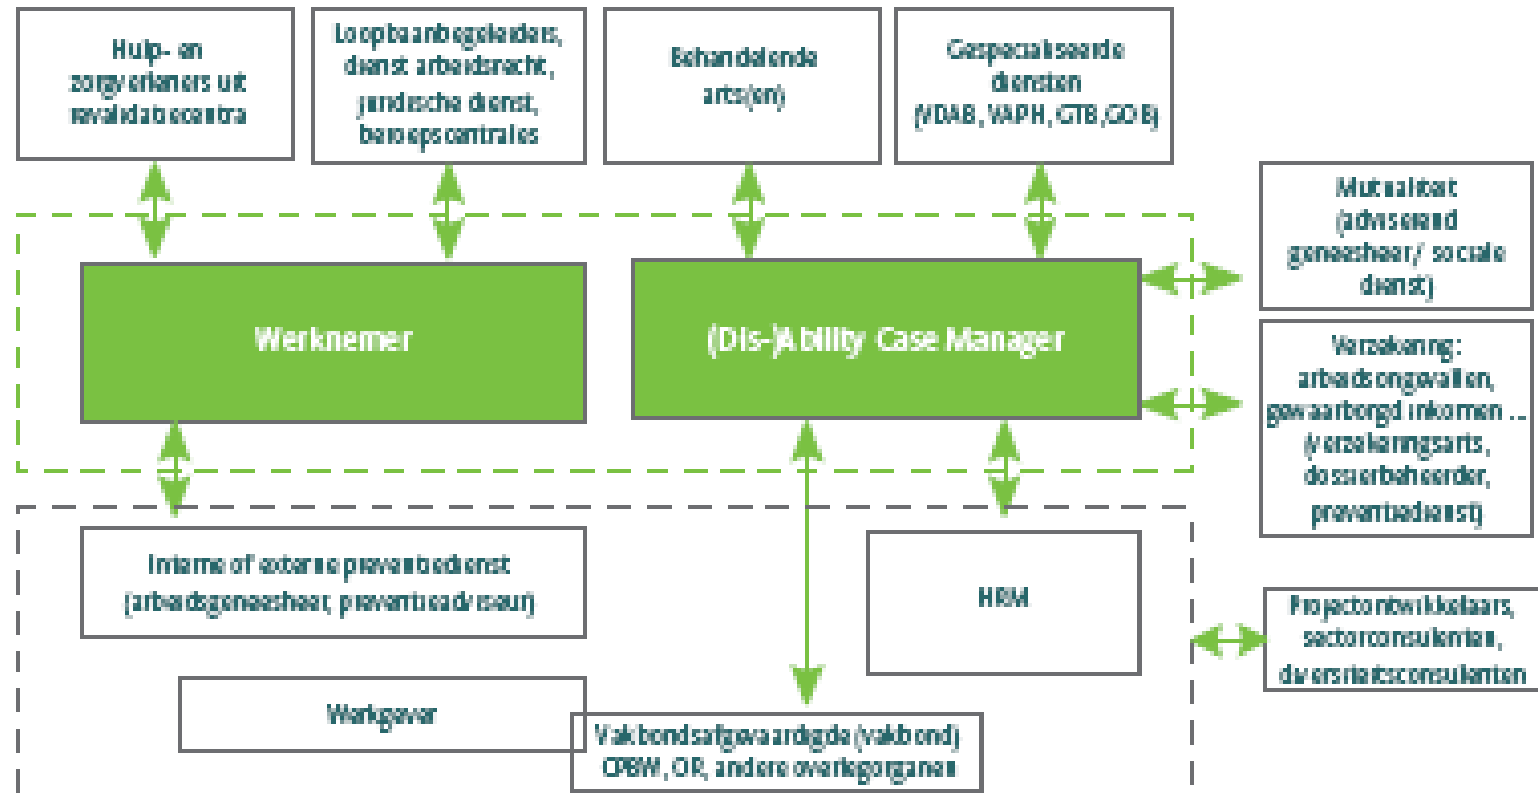 Hulp- en
zorgverleners uit
revalidatiecentra
Loopbaanbegeleiders,
dienst arbeidsrecht,
juridische dienst,
beroepscentrales
Behandelende
arts(en)
Gespecialiseerde
diensten
(VDAB, VAPH, GTB,GOB)
Mutualiteit
(adviserend
geneesheer/ sociale
dienst)
Werknemer
(Dis-)Ability Case Manager
Verzekering:
arbeidsongevallen,
gewaarborgd inkomen ...
(verzekeringsarts,
dossierbeheerder,
preventiedienst)
Interne of externe preventiedienst
(arbeidsgeneesheer, preventieadviseur)
HRM
Projectontwikkelaars,
sectorconsulenten,
diversiteitsconsulenten
Werkgever
Vakbondsafgevaardigde (vakbond)
CPBW, OR, andere overlegorganen